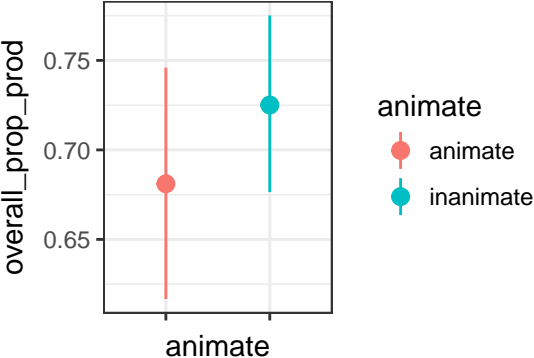 overall_prop_prod
0.75
0.70
0.65
animate
animate
animate
inanimate